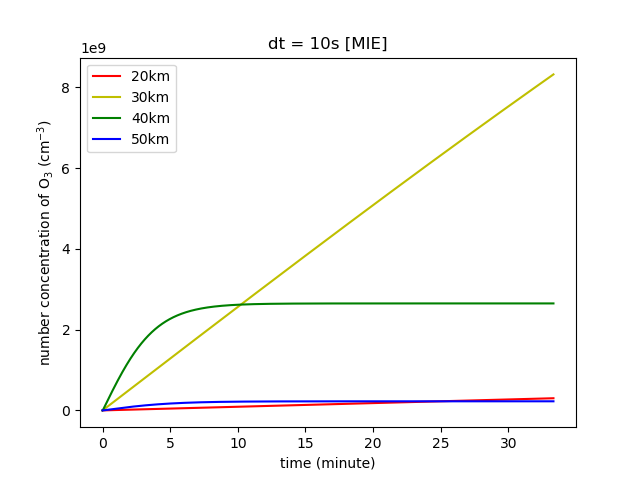 dt = 10s [MIE]
1e9
20km
30km
40km
50km
8
6
4
2
0
number concentration of O₃ (cm⁻³)
0 5 10 15 20 25 30
time (minute)